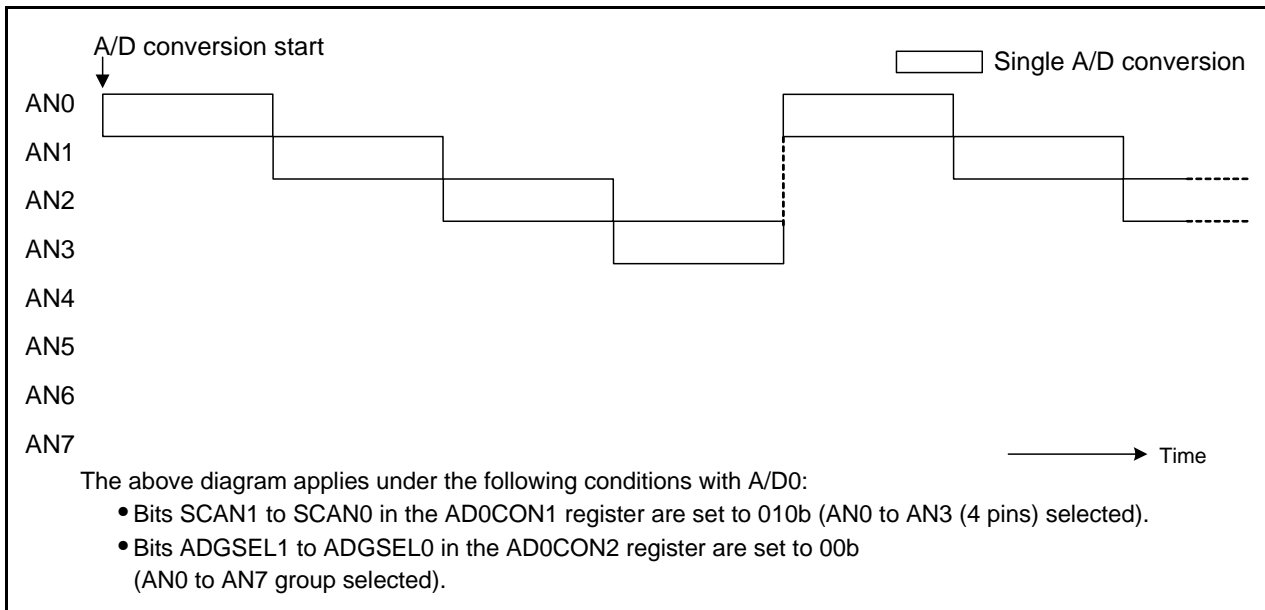 A/D conversion start
Single A/D conversion
AN0
AN1
AN2
AN3
AN4
AN5
AN6
AN7
Time
The above diagram applies under the following conditions with A/D0:
• Bits SCAN1 to SCAN0 in the AD0CON1 register are set to 010b (AN0 to AN3 (4 pins) selected).
• Bits ADGSEL1 to ADGSEL0 in the AD0CON2 register are set to 00b
(AN0 to AN7 group selected).